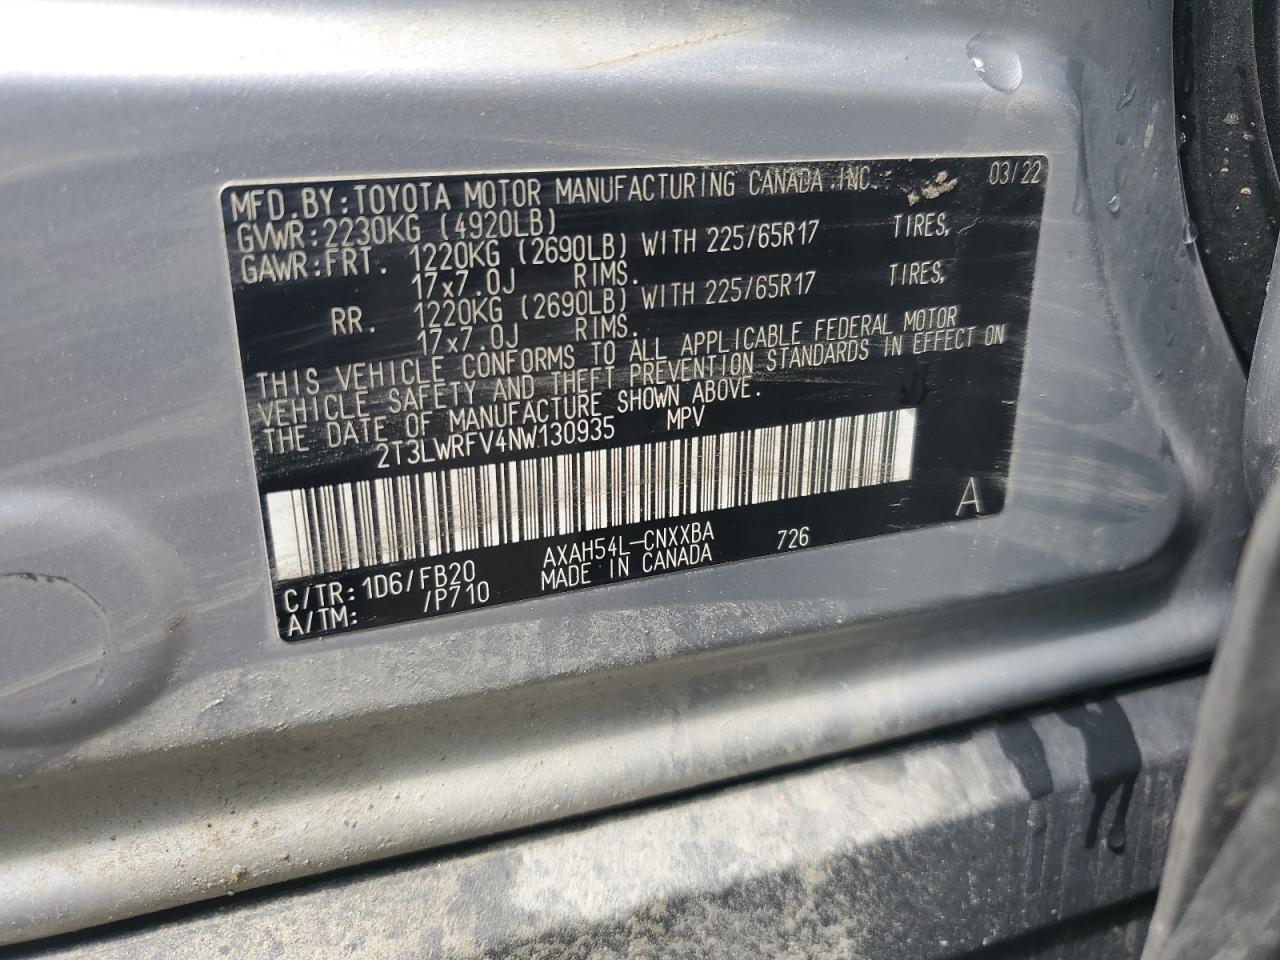 MFD.BY:TOYOTA MOTOR MANUFACTURING CANADA INC. 03/22
GVWR:2230KG (4920LB)
GAWR:FRT. 1220KG (2690LB) WITH 225/65R17 TIRES,
17x7.0J RIMS.
RR. 1220KG (2690LB) WITH 225/65R17 TIRES,
17x7.0J RIMS.
THIS VEHICLE CONFORMS TO ALL APPLICABLE FEDERAL MOTOR
VEHICLE SAFETY AND THEFT PREVENTION STANDARDS IN EFFECT ON
THE DATE OF MANUFACTURE SHOWN ABOVE.
2T3LWRFV4NW130935 MPV
A
C/TR:1D6/FB20 AXAH54L-CNXXBA 726
A/TM: /P710 MADE IN CANADA